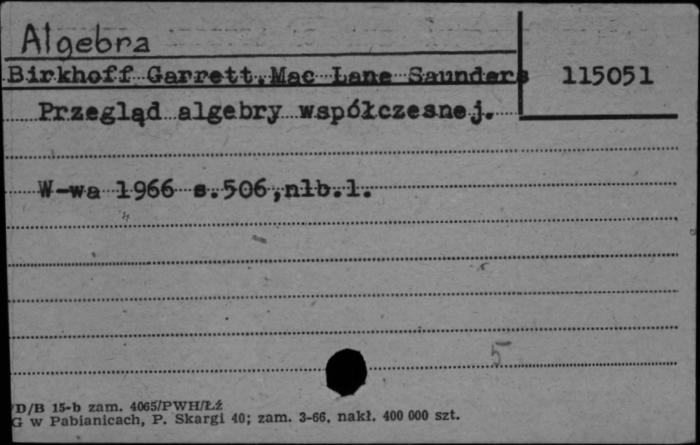 Algebra
Birkhoff Garrett, Mac Lane Saunders 115051
Przegląd algebry współczesnej.
W-wa 1966 s.506,nlb.1.
5
D/B 15-b zam. 4065/PWH/Łż
G w Pabianicach, P. Skargi 40; zam. 3-66, nakł. 400 000 szt.